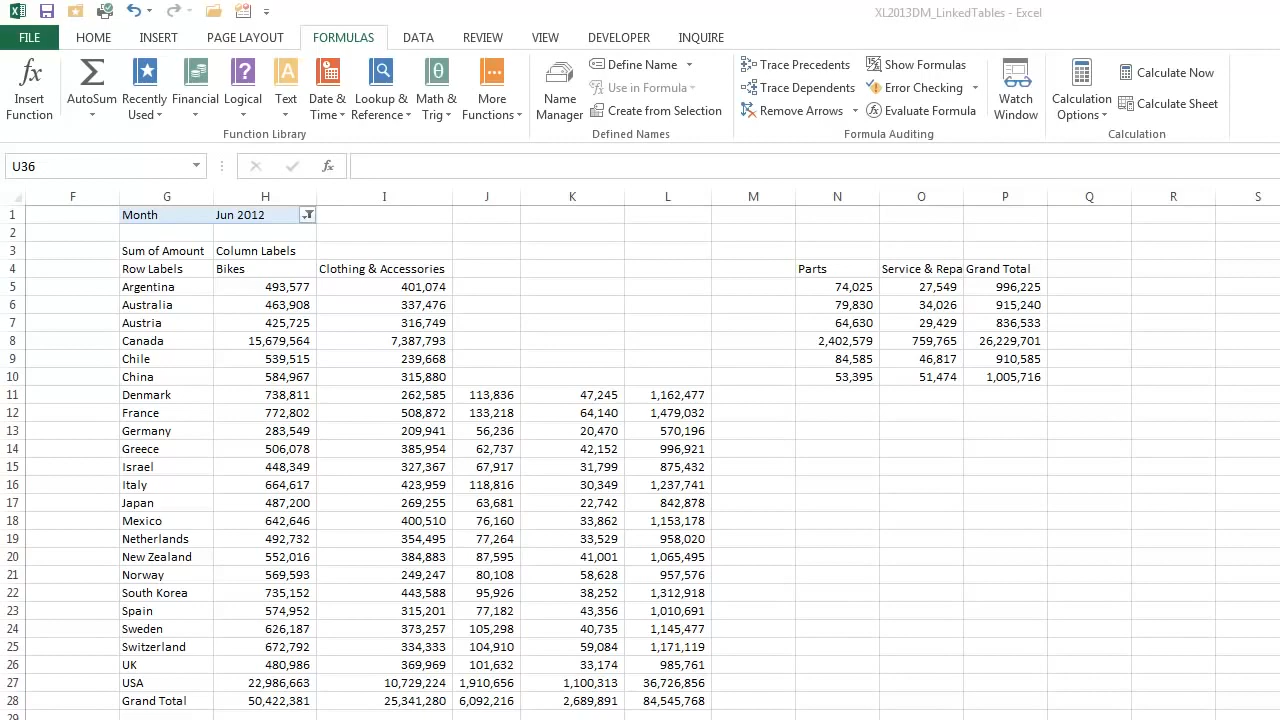 XL2013DM_LinkedTables - Excel
FILE HOME INSERT PAGE LAYOUT FORMULAS DATA REVIEW VIEW DEVELOPER INQUIRE
Insert Function
AutoSum
Recently Used
Financial
Logical
Text
Date & Time
Lookup & Reference
Math & Trig
More Functions
Function Library
Name Manager
Define Name
Use in Formula
Create from Selection
Defined Names
Trace Precedents
Trace Dependents
Remove Arrows
Show Formulas
Error Checking
Evaluate Formula
Formula Auditing
Watch Window
Calculation Options
Calculate Now
Calculate Sheet
Calculation
U36 fx
F G H I J K L M N O P Q R S
1 Month Jun 2012
2
3 Sum of Amount Column Labels
4 Row Labels Bikes Clothing & Accessories Parts Service & Repa Grand Total
5 Argentina 493,577 401,074 74,025 27,549 996,225
6 Australia 463,908 337,476 79,830 34,026 915,240
7 Austria 425,725 316,749 64,630 29,429 836,533
8 Canada 15,679,564 7,387,793 2,402,579 759,765 26,229,701
9 Chile 539,515 239,668 84,585 46,817 910,585
10 China 584,967 315,880 53,395 51,474 1,005,716
11 Denmark 738,811 262,585 113,836 47,245 1,162,477
12 France 772,802 508,872 133,218 64,140 1,479,032
13 Germany 283,549 209,941 56,236 20,470 570,196
14 Greece 506,078 385,954 62,737 42,152 996,921
15 Israel 448,349 327,367 67,917 31,799 875,432
16 Italy 664,617 423,959 118,816 30,349 1,237,741
17 Japan 487,200 269,255 63,681 22,742 842,878
18 Mexico 642,646 400,510 76,160 33,862 1,153,178
19 Netherlands 492,732 354,495 77,264 33,529 958,020
20 New Zealand 552,016 384,883 87,595 41,001 1,065,495
21 Norway 569,593 249,247 80,108 58,628 957,576
22 South Korea 735,152 443,588 95,926 38,252 1,312,918
23 Spain 574,952 315,201 77,182 43,356 1,010,691
24 Sweden 626,187 373,257 105,298 40,735 1,145,477
25 Switzerland 672,792 334,333 104,910 59,084 1,171,119
26 UK 480,986 369,969 101,632 33,174 985,761
27 USA 22,986,663 10,729,224 1,910,656 1,100,313 36,726,856
28 Grand Total 50,422,381 25,341,280 6,092,216 2,689,891 84,545,768
29